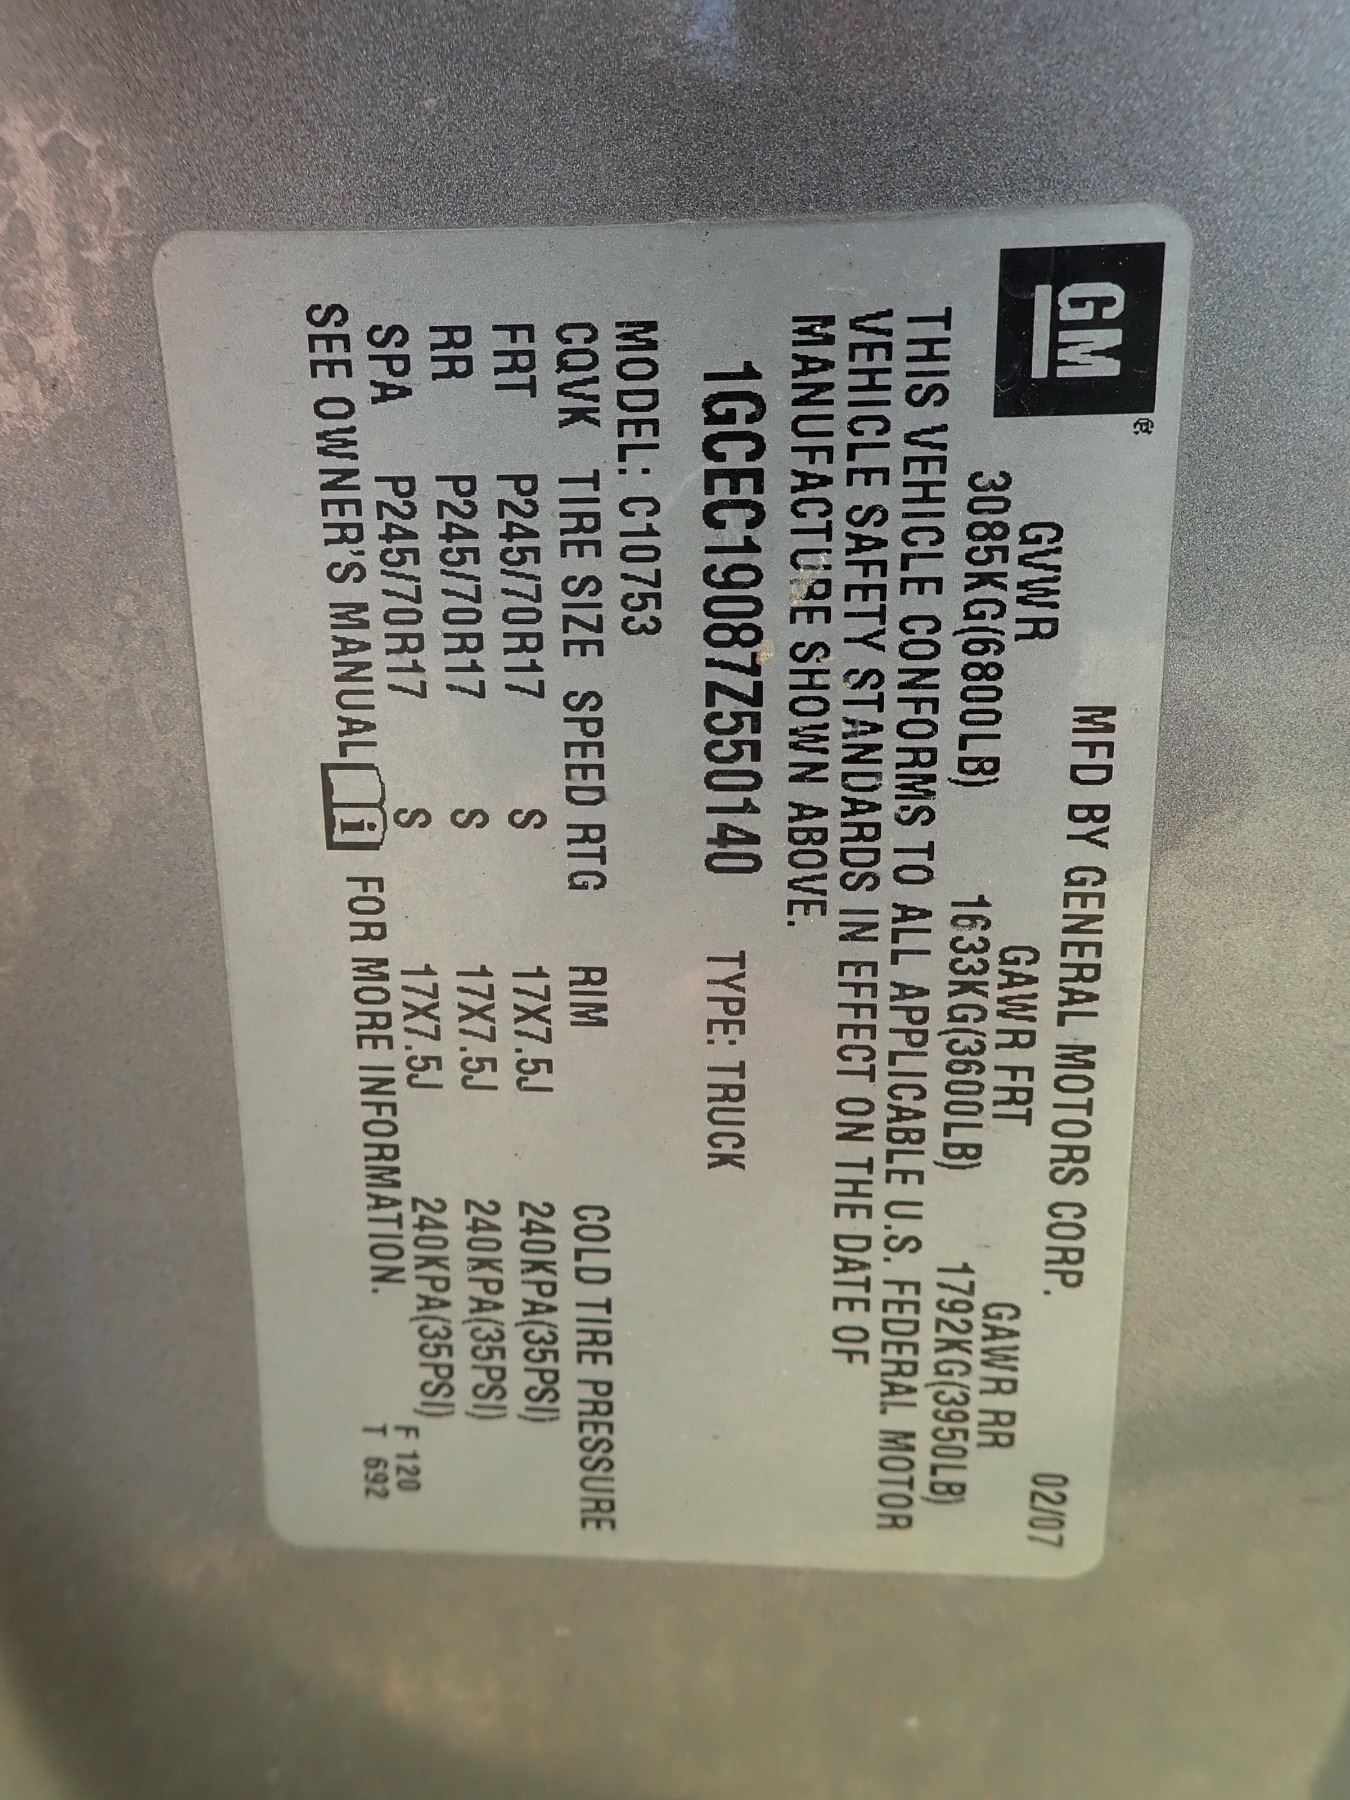 GM®
MFD BY GENERAL MOTORS CORP.
02/07
GVWR GAWR FRT GAWR RR
3085KG(6800LB) 1633KG(3600LB) 1792KG(3950LB)
THIS VEHICLE CONFORMS TO ALL APPLICABLE U.S. FEDERAL MOTOR
VEHICLE SAFETY STANDARDS IN EFFECT ON THE DATE OF
MANUFACTURE SHOWN ABOVE.
1GCEC19087Z550140 TYPE: TRUCK
MODEL: C10753
CQVK TIRE SIZE SPEED RTG RIM COLD TIRE PRESSURE
FRT P245/70R17 S 17X7.5J 240KPA(35PSI)
RR P245/70R17 S 17X7.5J 240KPA(35PSI)
SPA P245/70R17 S 17X7.5J 240KPA(35PSI)
SEE OWNER'S MANUAL i FOR MORE INFORMATION.
F 120
T 692